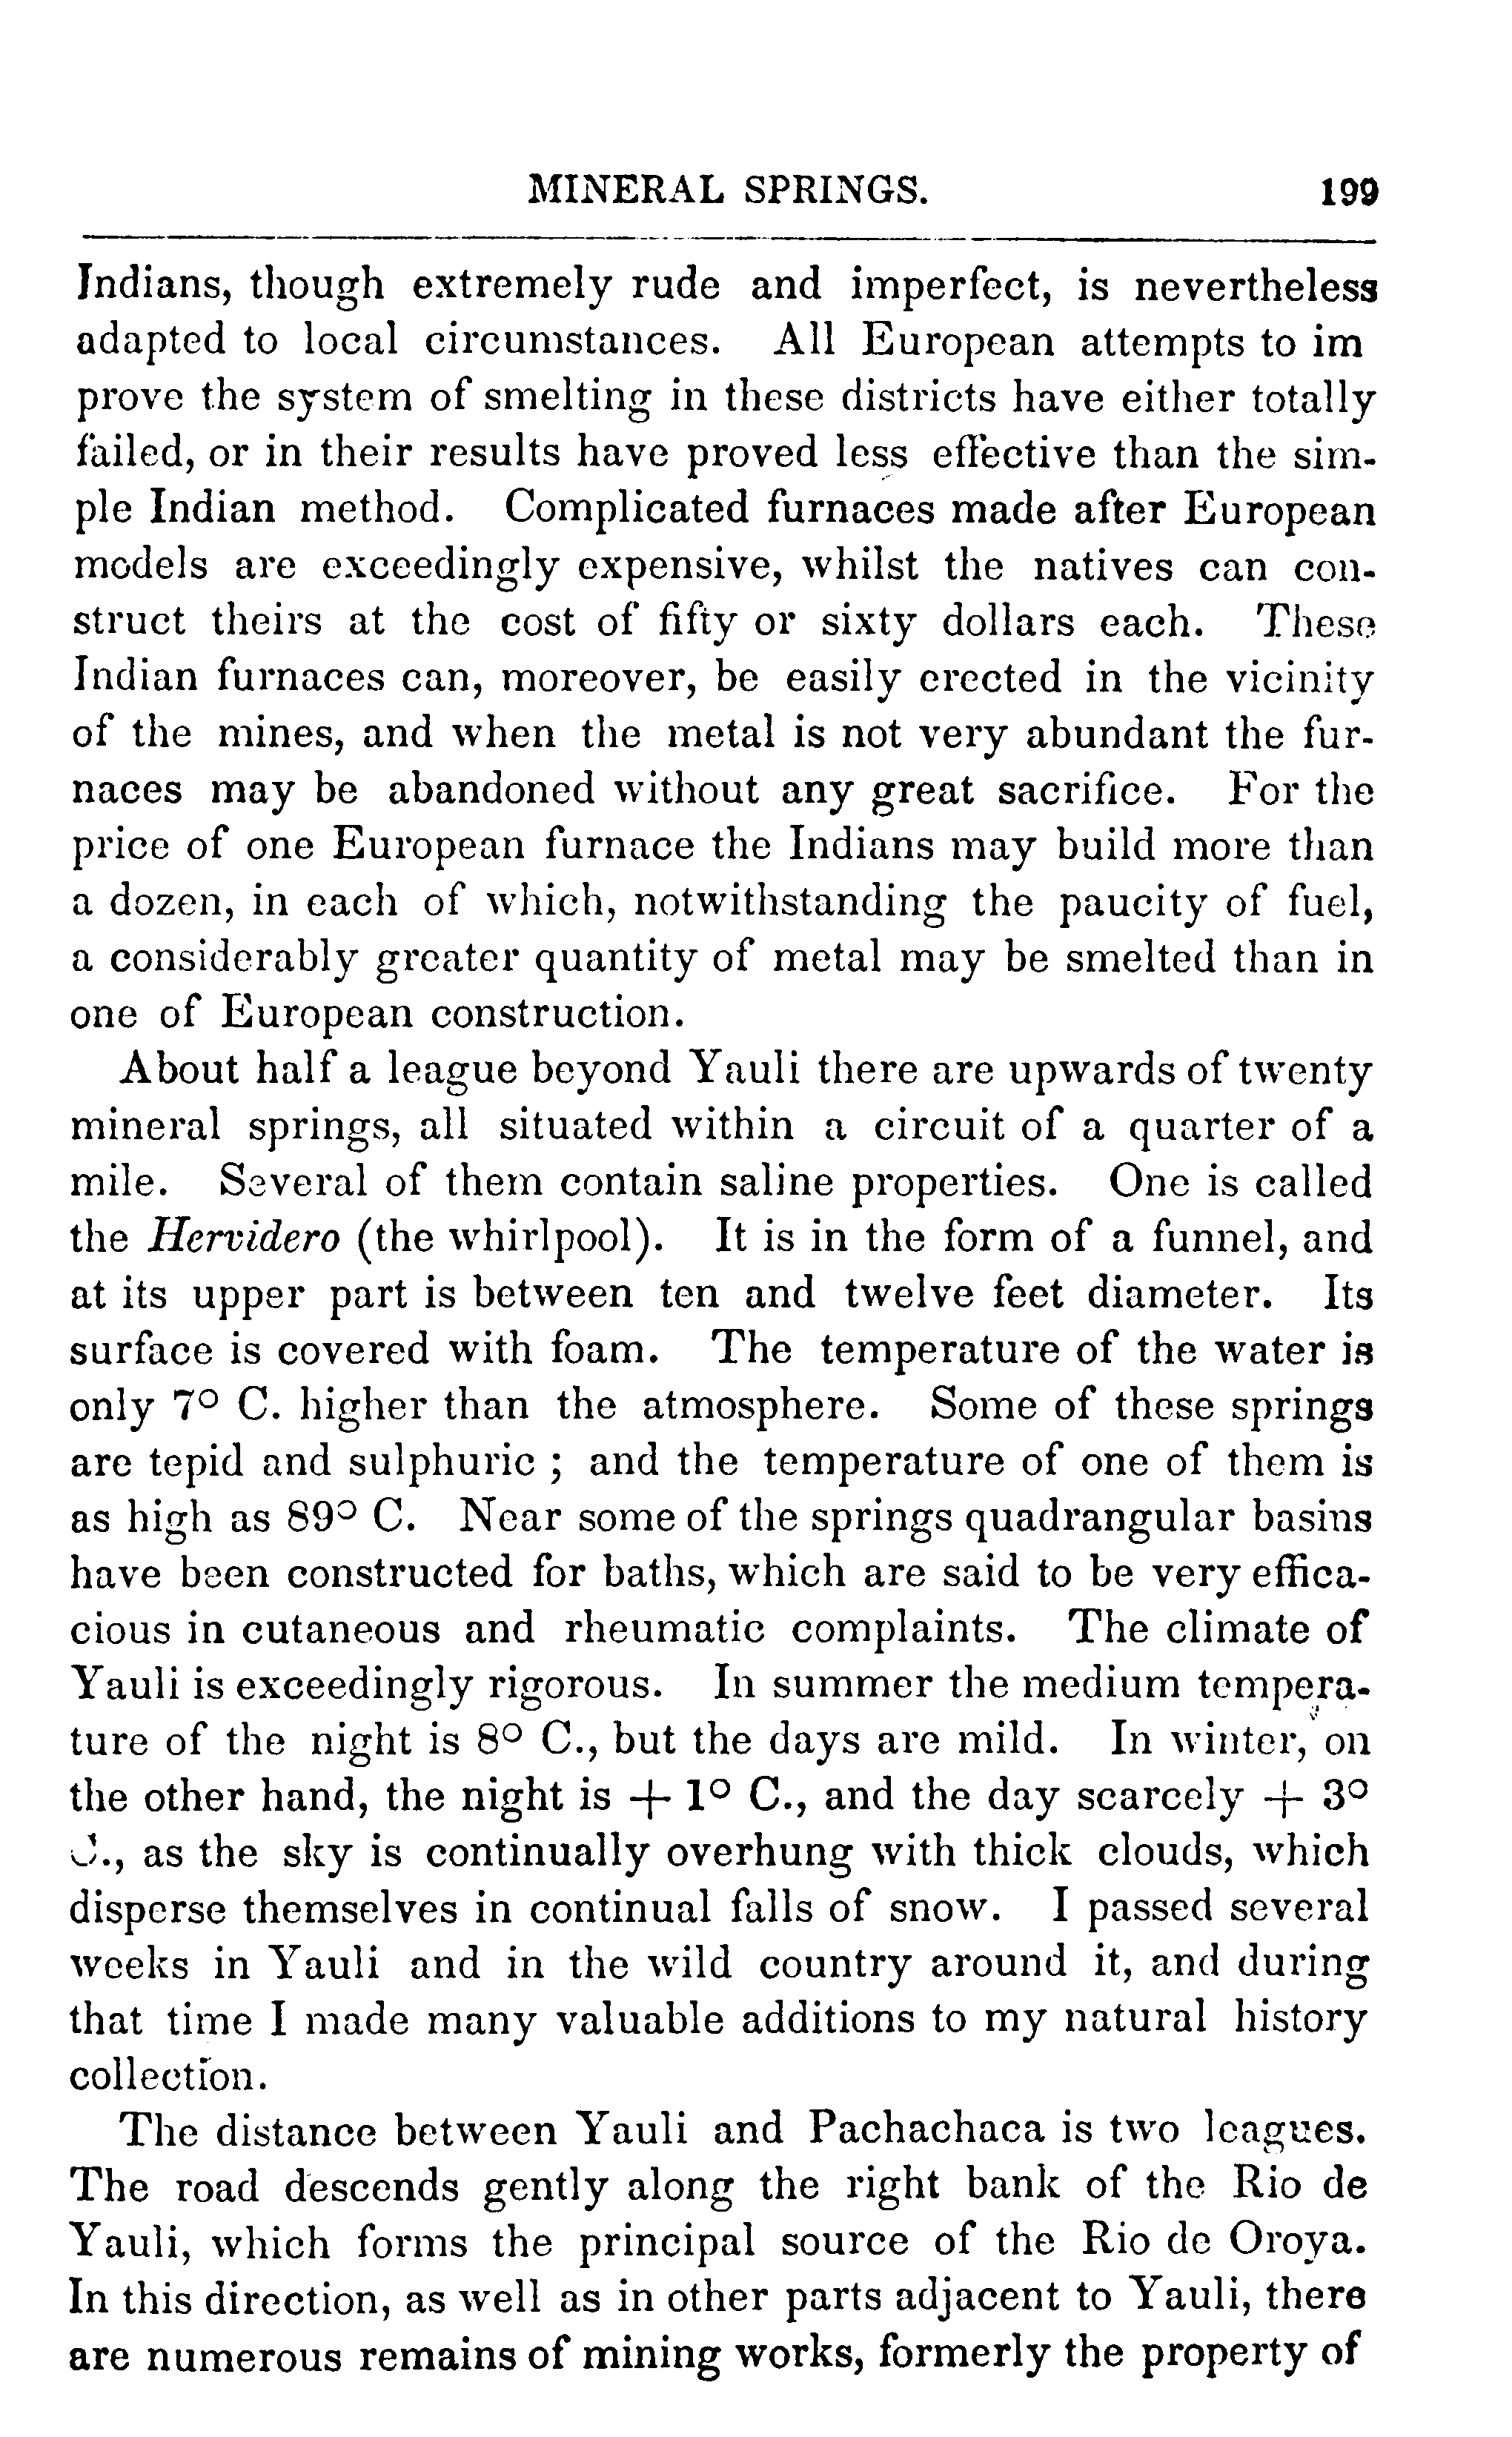 MINERAL SPRINGS. 199
Indians, though extremely rude and imperfect, is nevertheless
adapted to local circumstances. All European attempts to im
prove the system of smelting in these districts have either totally
failed, or in their results have proved less effective than the sim-
ple Indian method. Complicated furnaces made after European
models are exceedingly expensive, whilst the natives can con-
struct theirs at the cost of fifty or sixty dollars each. These
Indian furnaces can, moreover, be easily erected in the vicinity
of the mines, and when the metal is not very abundant the fur-
naces may be abandoned without any great sacrifice. For the
price of one European furnace the Indians may build more than
a dozen, in each of which, notwithstanding the paucity of fuel,
a considerably greater quantity of metal may be smelted than in
one of European construction.
About half a league beyond Yauli there are upwards of twenty
mineral springs, all situated within a circuit of a quarter of a
mile. Several of them contain saline properties. One is called
the Hervidero (the whirlpool). It is in the form of a funnel, and
at its upper part is between ten and twelve feet diameter. Its
surface is covered with foam. The temperature of the water is
only 7° C. higher than the atmosphere. Some of these springs
are tepid and sulphuric ; and the temperature of one of them is
as high as 89° C. Near some of the springs quadrangular basins
have been constructed for baths, which are said to be very effica-
cious in cutaneous and rheumatic complaints. The climate of
Yauli is exceedingly rigorous. In summer the medium tempera-
ture of the night is 8° C., but the days are mild. In winter, on
the other hand, the night is + 1° C., and the day scarcely + 3°
C., as the sky is continually overhung with thick clouds, which
disperse themselves in continual falls of snow. I passed several
weeks in Yauli and in the wild country around it, and during
that time I made many valuable additions to my natural history
collection.
The distance between Yauli and Pachachaca is two leagues.
The road descends gently along the right bank of the Rio de
Yauli, which forms the principal source of the Rio de Oroya.
In this direction, as well as in other parts adjacent to Yauli, there
are numerous remains of mining works, formerly the property of